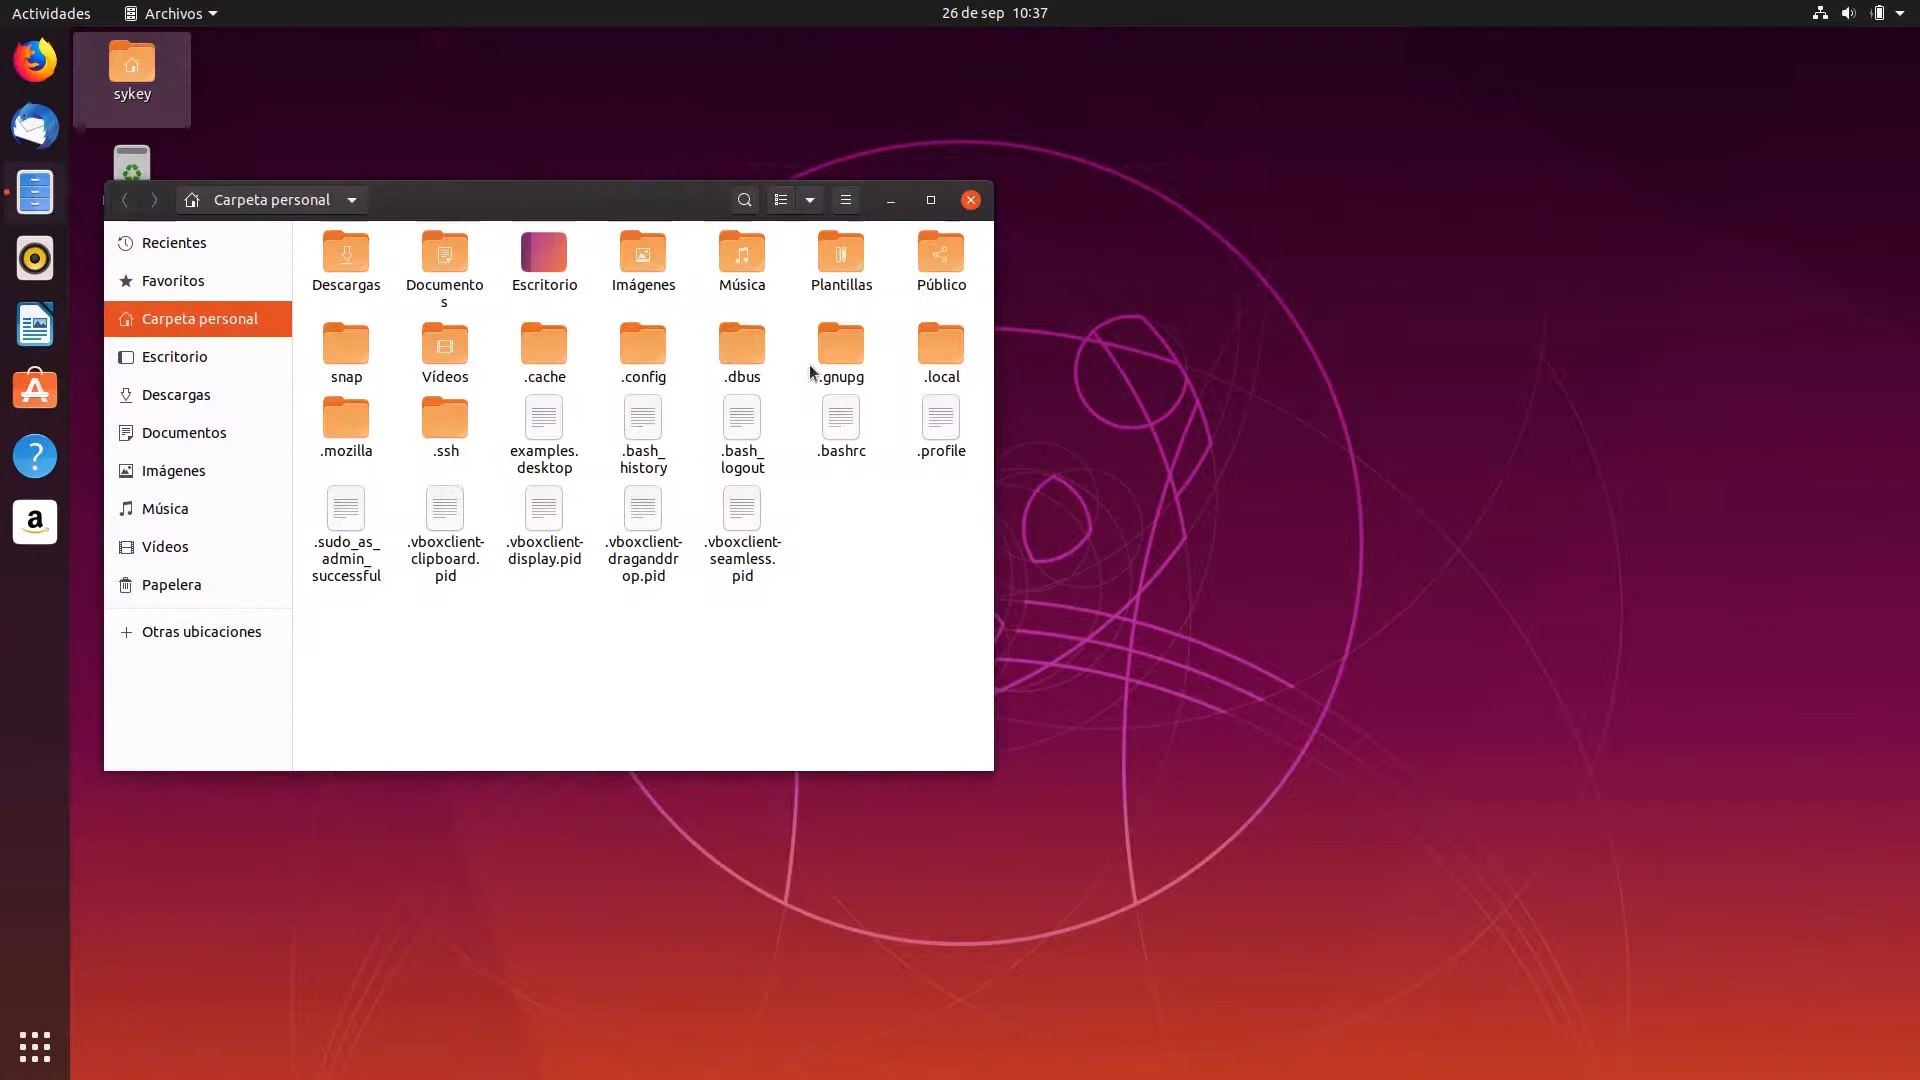 Actividades
Archivos
26 de sep 10:37
sykey
Carpeta personal
Recientes
Favoritos
Carpeta personal
Escritorio
Descargas
Documentos
Imágenes
Música
Vídeos
Papelera
Otras ubicaciones
Descargas
Documento
s
Escritorio
Imágenes
Música
Plantillas
Público
snap
Vídeos
.cache
.config
.dbus
.gnupg
.local
.mozilla
.ssh
examples.
desktop
.bash_
history
.bash_
logout
.bashrc
.profile
.sudo_as_
admin_
successful
.vboxclient-
clipboard.
pid
.vboxclient-
display.pid
.vboxclient-
draganddr
op.pid
.vboxclient-
seamless.
pid
?
a